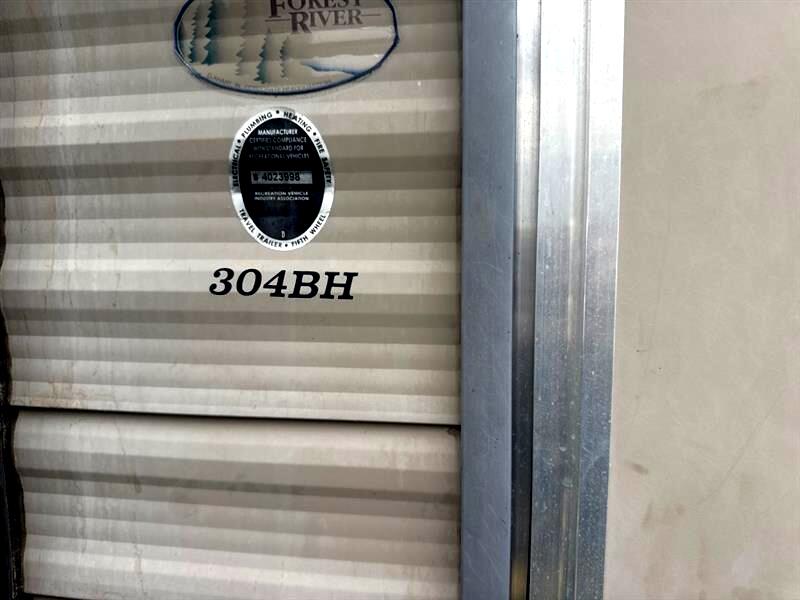 FOREST
RIVER
ELECTRICAL • PLUMBING • HEATING • FIRE SAFETY
MANUFACTURER
CERTIFIES COMPLIANCE
WITH STANDARD FOR
RECREATIONAL VEHICLES
# 4023998
RECREATION VEHICLE
INDUSTRY ASSOCIATION
D
TRAVEL TRAILER • FIFTH WHEEL
304BH